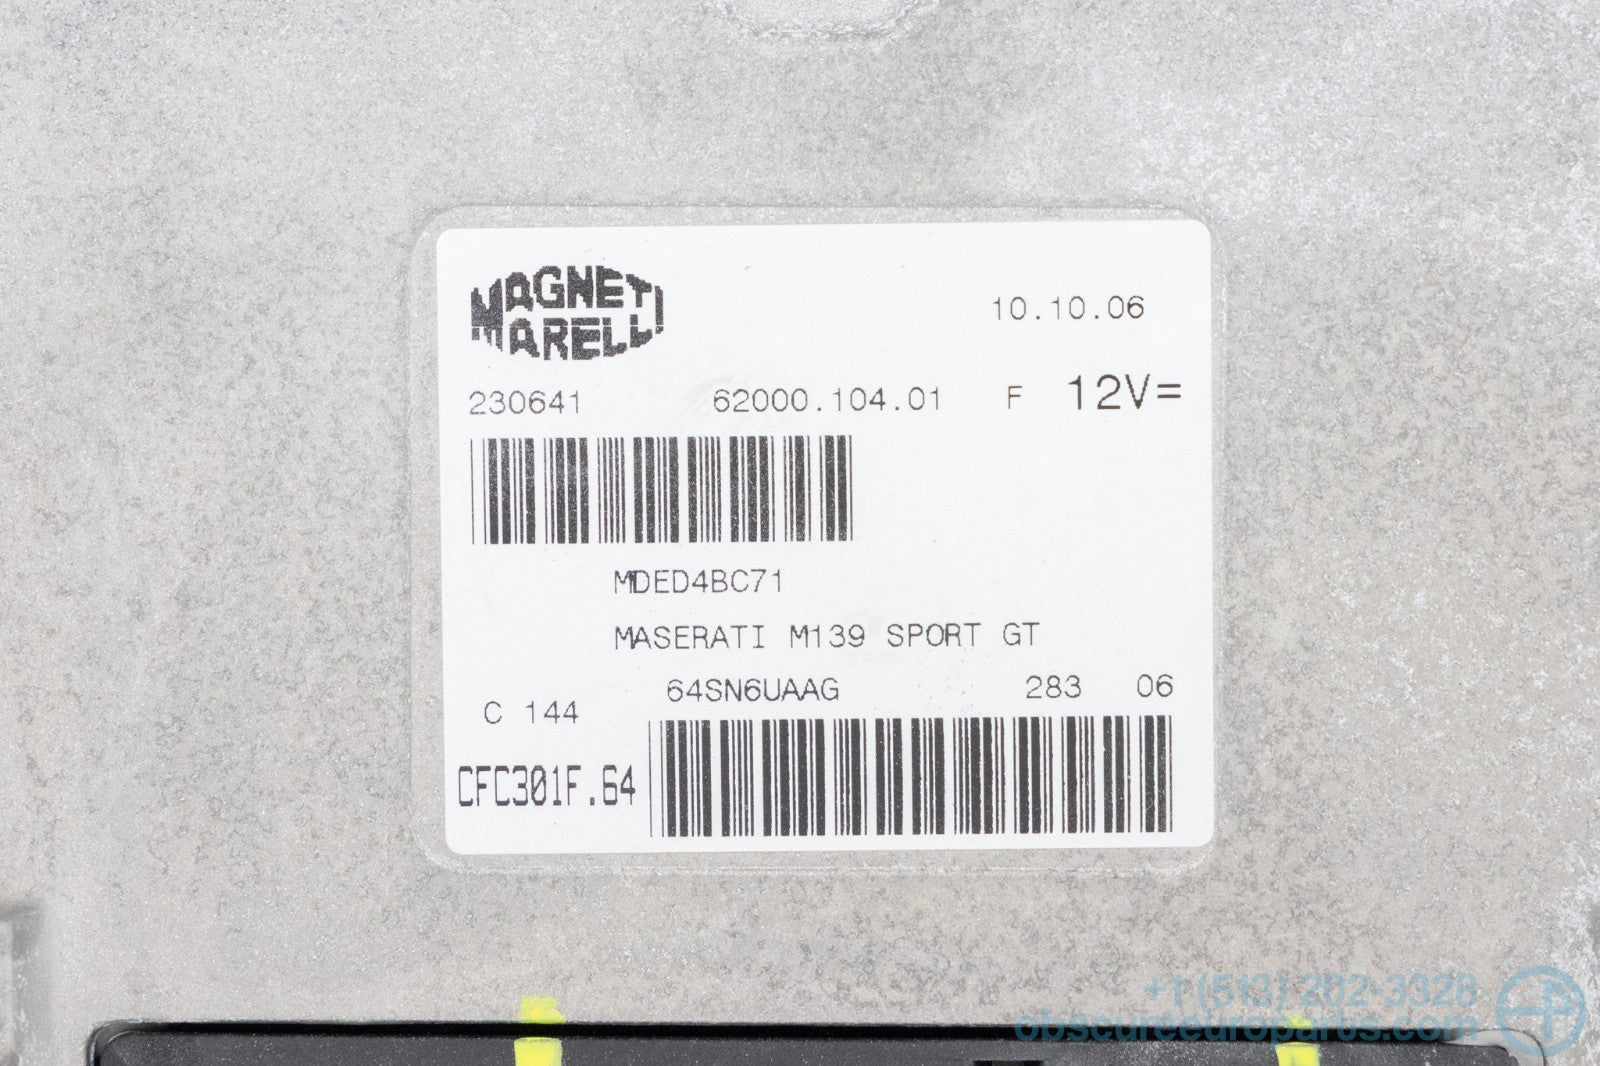 MAGNETI
MARELLI
10.10.06
230641 62000.104.01 F 12V=
MDED4BC71
MASERATI M139 SPORT GT
64SN6UAAG 283 06
C 144
CFC301F.64
+1 (513) 202-3328
obscureeuroparts.com